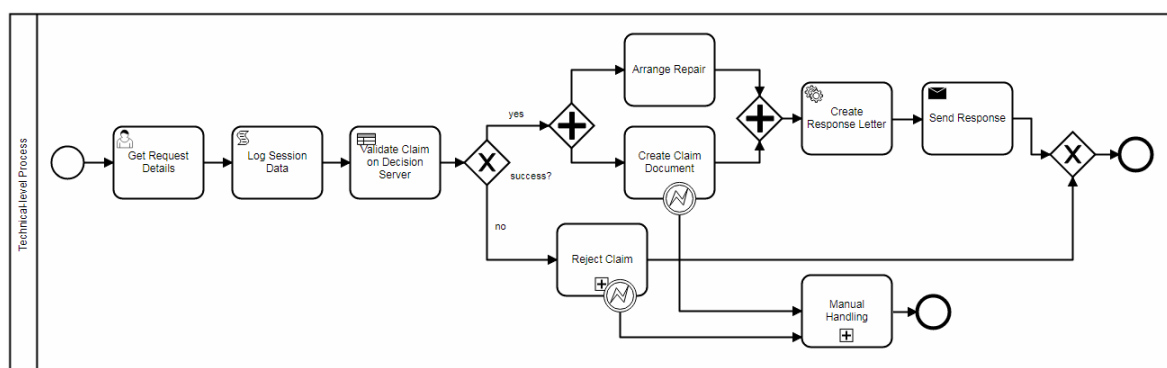 Technical-level Process
Get Request
Details
Log Session
Data
Validate Claim
on Decision
Server
yes
success?
no
Arrange Repair
Create Claim
Document
Create
Response Letter
Send Response
Reject Claim
Manual
Handling